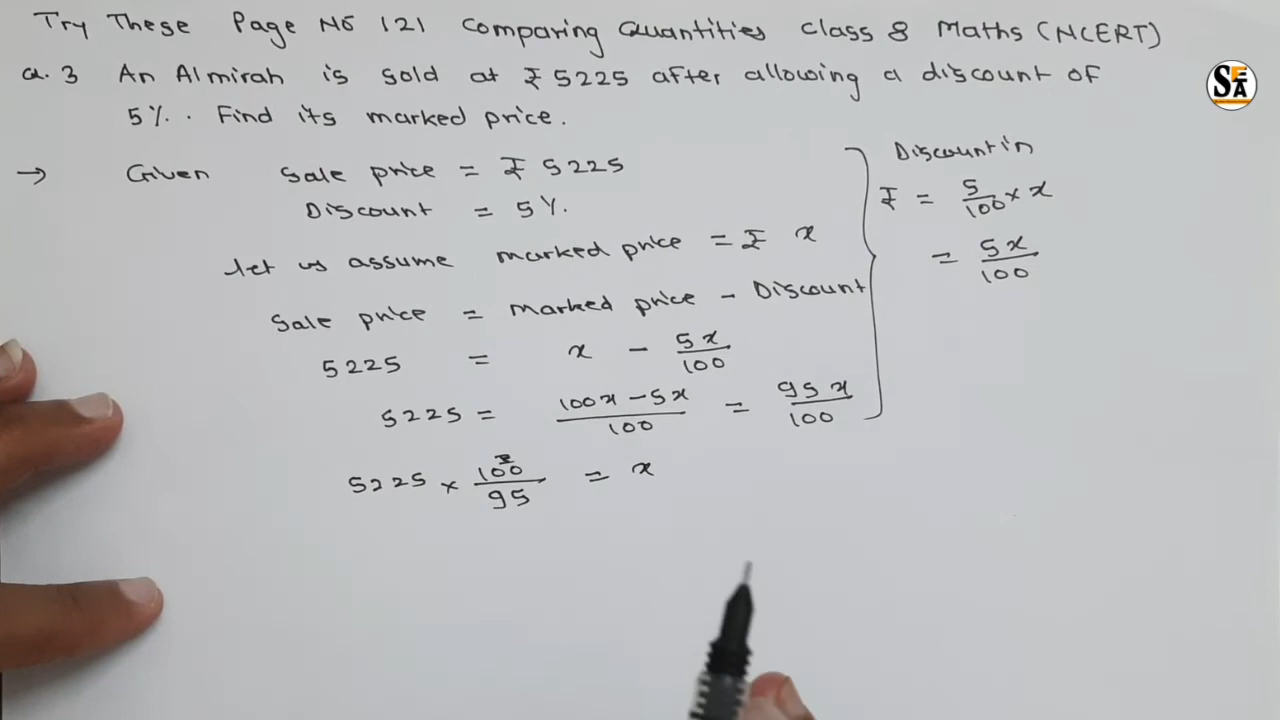 Try These Page No 121 Comparing Quantities Class 8 Maths (NCERT)
Q. 3 An Almirah is sold at ₹ 5225 after allowing a discount of
5%. Find its marked price.
→ Given Sale price = ₹ 5225
Discount = 5%.
let us assume marked price = ₹ x
Sale price = marked price - Discount
5225 = x - 5x/100
5225 = 100x - 5x/100 = 95x/100
5225 × 100/95 = x
Discount in
₹ = 5/100 × x
= 5x/100
SFA